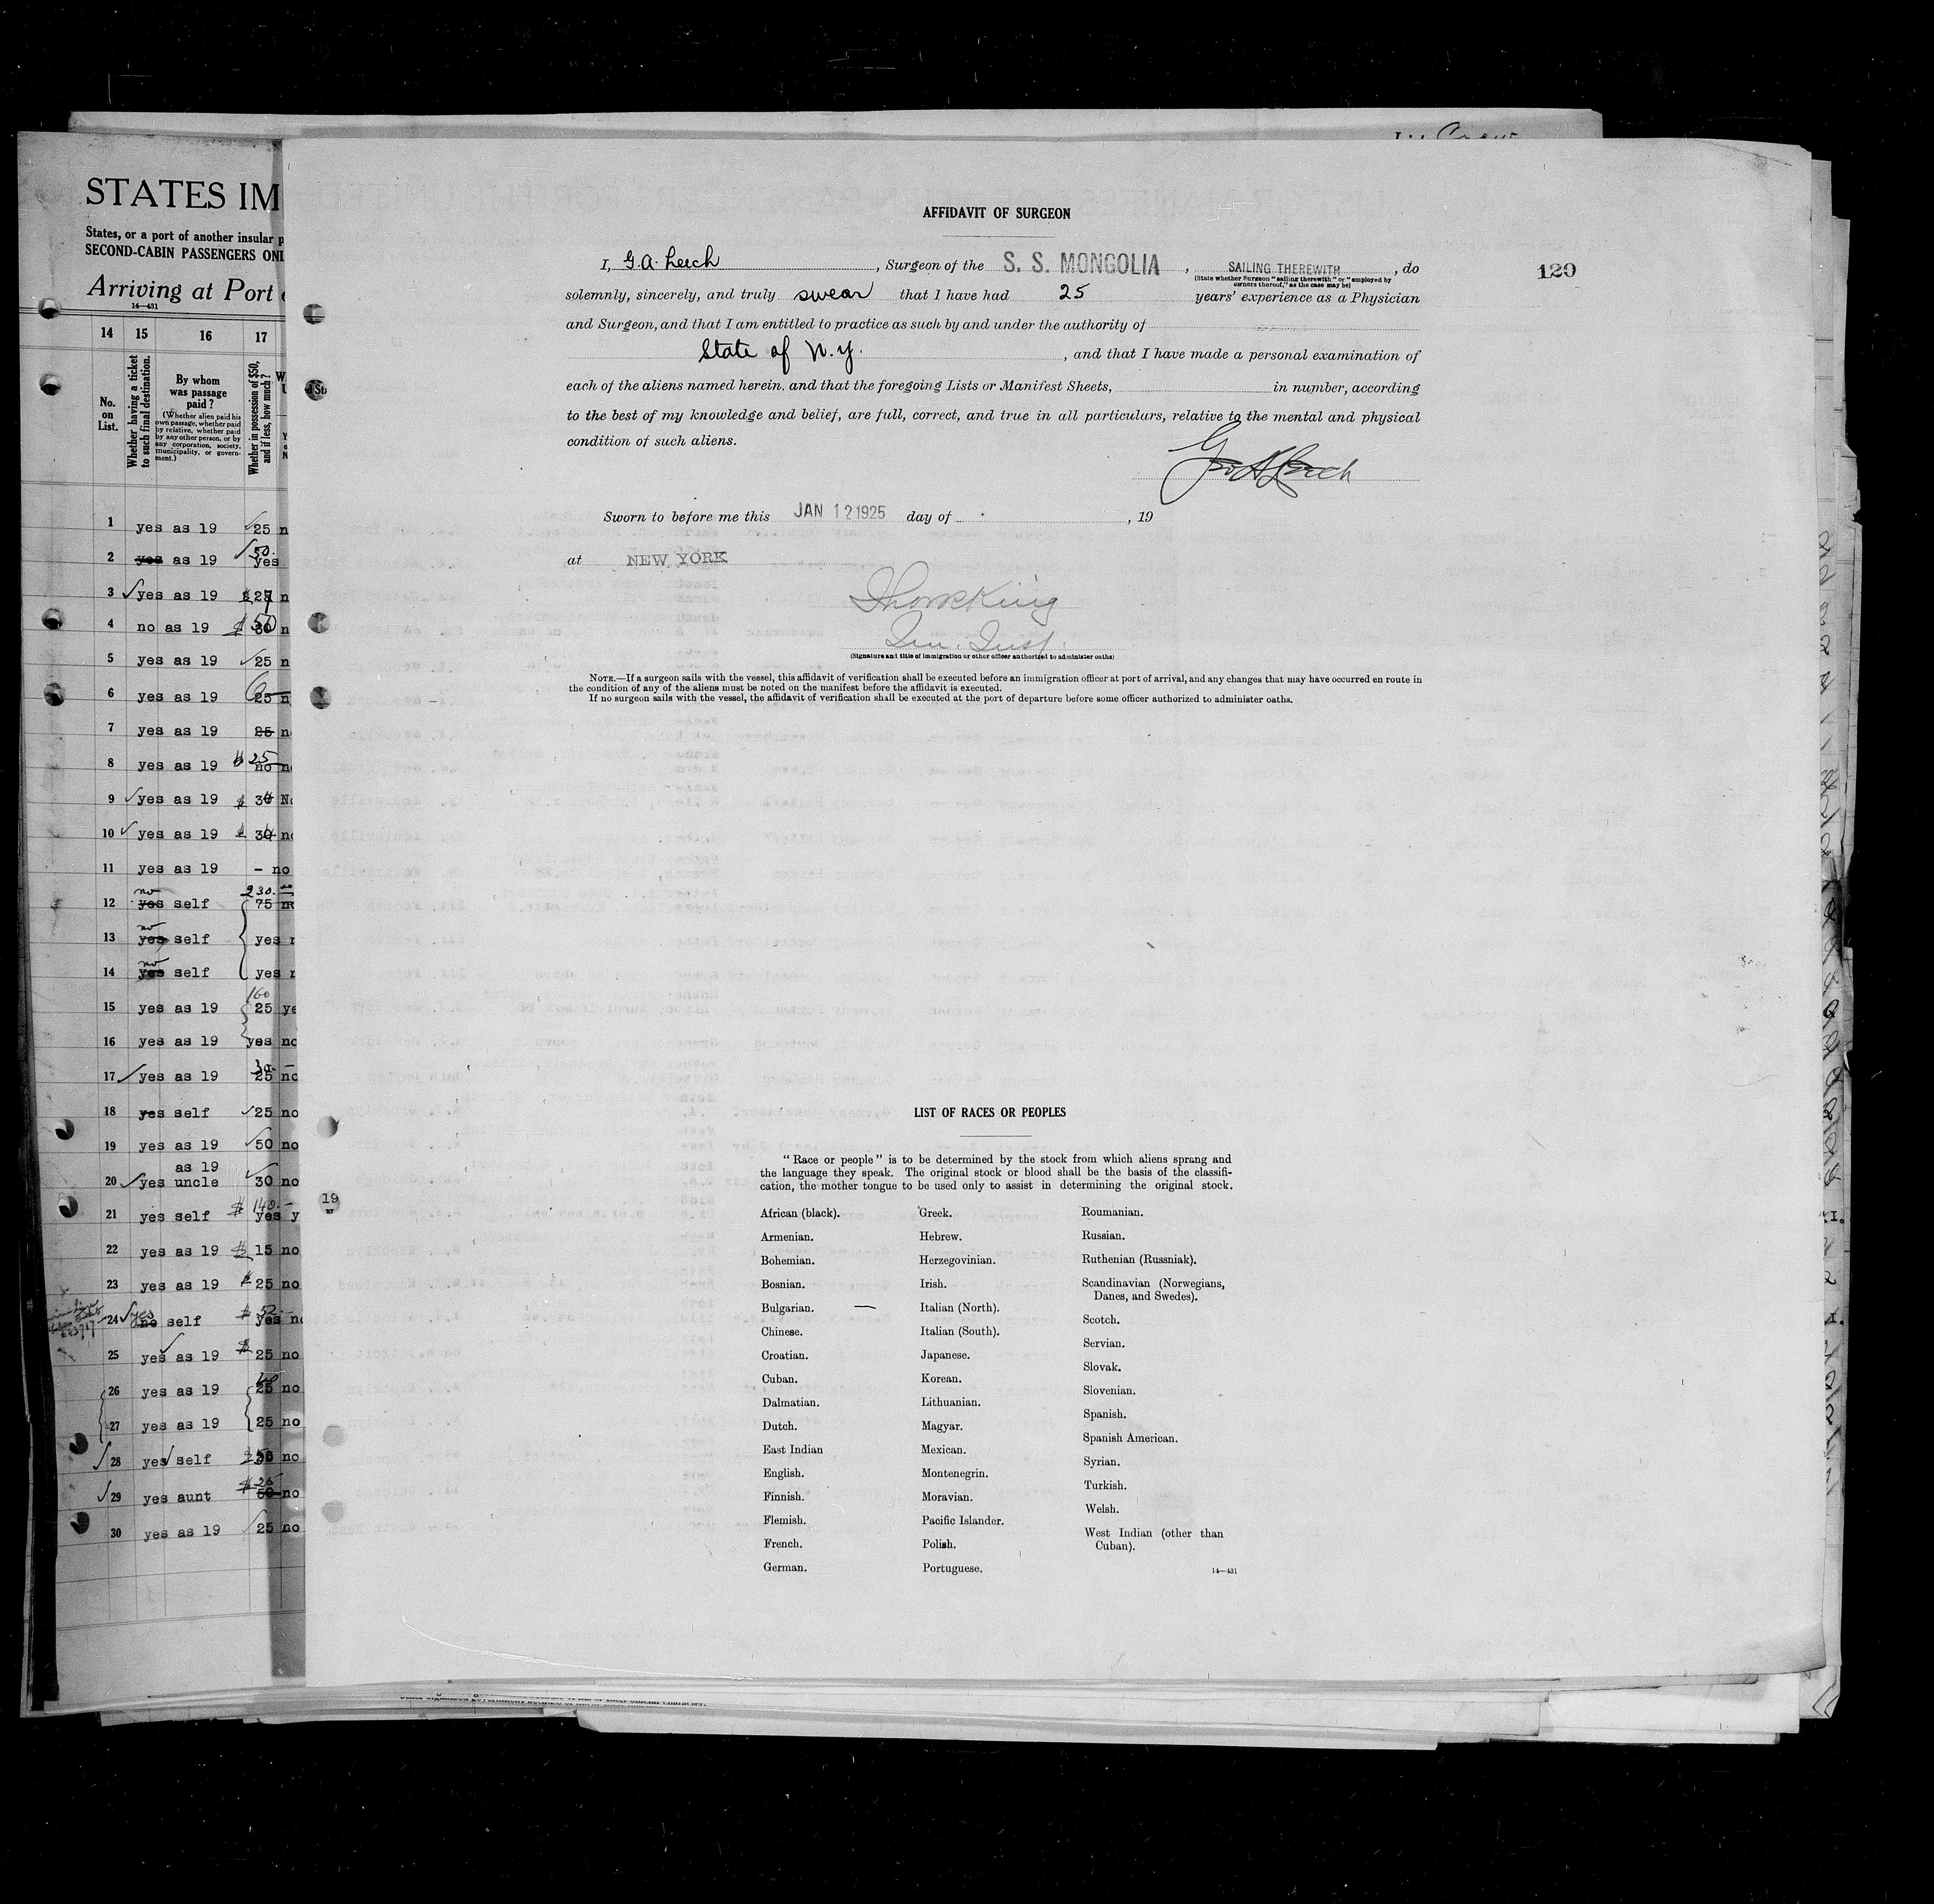 STATES IM
States, or a port of another insular p
SECOND-CABIN PASSENGERS ONL
Arriving at Port
14—431
14 15 16 17
No. on List.
Whether having a ticket to such final destination.
By whom was passage paid?
(Whether alien paid his own passage, whether paid by relative, whether paid by any other person, or by any corporation, society, municipality, or government.)
Whether in possession of $50, and if less, how much?
1 yes as 19 25 n
2 yes as 19 50. yes
3 yes as 19 n
4 no as 19 $ 50 n
5 yes as 19 25 n
6 yes as 19 25 n
7 yes as 19 25 n
8 yes as 19 $25 no n
9 yes as 19 $ 30 No
10 yes as 19 $ 30 no
11 yes as 19 – no
12 no yes self 230. 75
13 no yes self yes
14 no yes self yes
15 yes as 19 160 25 ye
16 yes as 19 yes no
17 yes as 19 30 25 no
18 yes self 25 no
19 yes as 19 50 no
as 19
20 yes uncle 30 no
21 yes self $ 140.– yes y
22 yes as 19 $ 15 no
23 yes as 19 $ 25 no
24 yes no self $ 52.– yes no
25 yes as 19 $ 25 no
26 yes as 19 25 no
27 yes as 19 25 no
28 yes self no
29 yes aunt $ 25 50 no
30 yes as 19 25 no
AFFIDAVIT OF SURGEON
I, G. A. Leech, Surgeon of the S. S. MONGOLIA, SAILING THEREWITH, do
(State whether Surgeon "sailing therewith" or "employed by owners thereof," as the case may be)
129
solemnly, sincerely, and truly swear that I have had 25 years' experience as a Physician
and Surgeon, and that I am entitled to practice as such by and under the authority of
State of N.Y., and that I have made a personal examination of
each of the aliens named herein. and that the foregoing Lists or Manifest Sheets, in number, according
to the best of my knowledge and belief, are full, correct, and true in all particulars, relative to the mental and physical
condition of such aliens.
Geo A Leech
Sworn to before me this JAN 12 1925 day of , 19
at NEW YORK
King
Imm. Insp.
(Signature and title of immigration or other officer authorized to administer oaths)
NOTE.—If a surgeon sails with the vessel, this affidavit of verification shall be executed before an immigration officer at port of arrival, and any changes that may have occurred en route in
the condition of any of the aliens must be noted on the manifest before the affidavit is executed.
If no surgeon sails with the vessel, the affidavit of verification shall be executed at the port of departure before some officer authorized to administer oaths.
LIST OF RACES OR PEOPLES
"Race or people" is to be determined by the stock from which aliens sprang and
the language they speak. The original stock or blood shall be the basis of the classifi-
cation, the mother tongue to be used only to assist in determining the original stock.
African (black).
Armenian.
Bohemian.
Bosnian.
Bulgarian.
Chinese.
Croatian.
Cuban.
Dalmatian.
Dutch.
East Indian
English.
Finnish.
Flemish.
French.
German.
Greek.
Hebrew.
Herzegovinian.
Irish.
Italian (North).
Italian (South).
Japanese.
Korean.
Lithuanian.
Magyar.
Mexican.
Montenegrin.
Moravian.
Pacific Islander.
Polish.
Portuguese.
Roumanian.
Russian.
Ruthenian (Russniak).
Scandinavian (Norwegians,
Danes, and Swedes).
Scotch.
Servian.
Slovak.
Slovenian.
Spanish.
Spanish American.
Syrian.
Turkish.
Welsh.
West Indian (other than
Cuban).
14—431